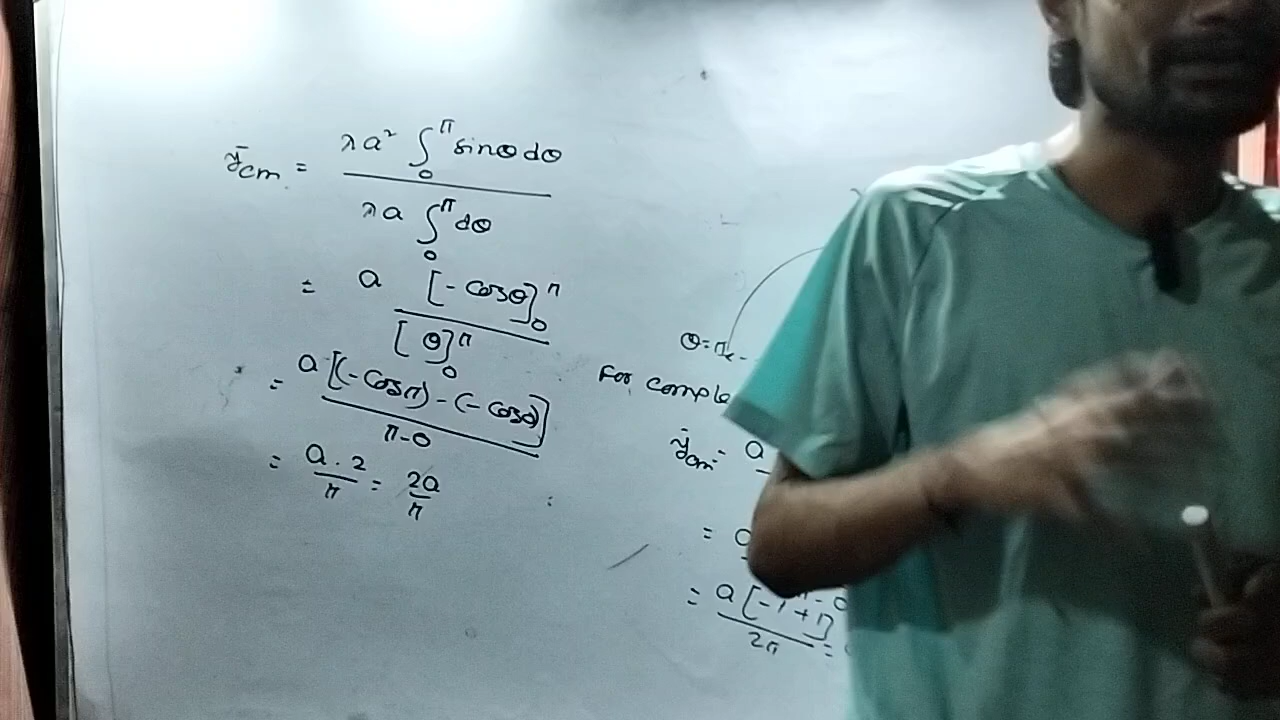 ȳcm = λa² ∫₀^π sinθ dθ
λa ∫₀^π dθ
= a [-cosθ]₀^π
[θ]₀^π
= a[(-cosπ) - (-cos0)]
π-0
= a.2/π = 2a/π
θ=π
For
ȳcm = a
= a
= a[-1+1]
2π =